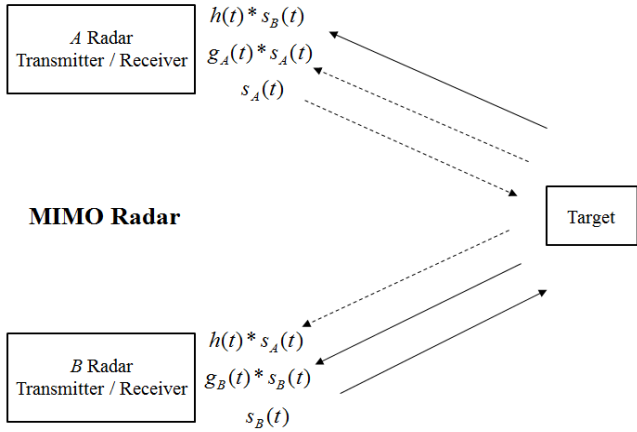 h(t)*s_B(t)
A Radar
Transmitter / Receiver
g_A(t)*s_A(t)
s_A(t)
MIMO Radar
Target
h(t)*s_A(t)
B Radar
Transmitter / Receiver
g_B(t)*s_B(t)
s_B(t)